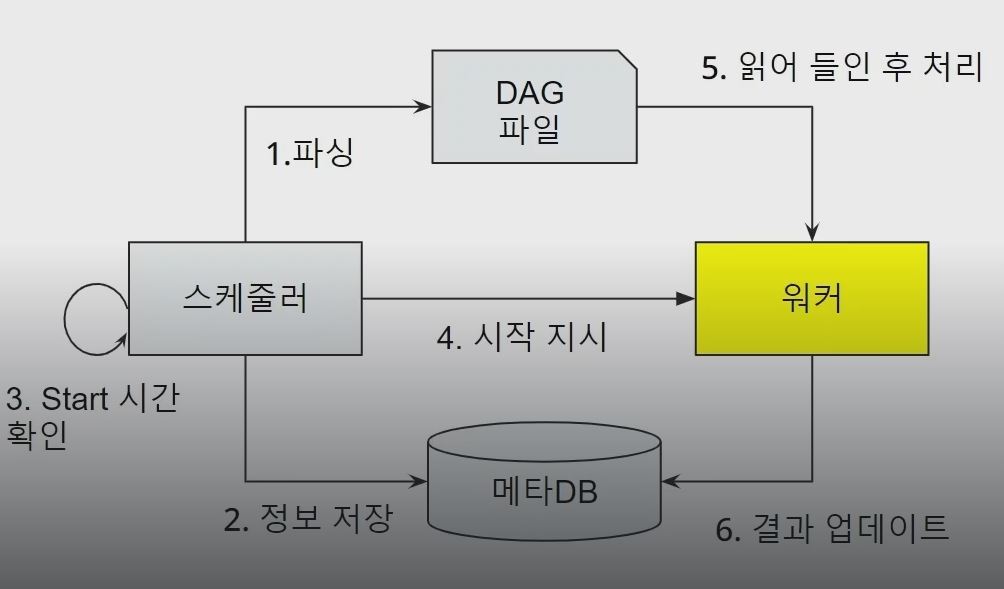 DAG
파일
5. 읽어 들인 후 처리
1.파싱
스케줄러
워커
4. 시작 지시
3. Start 시간
확인
메타DB
2. 정보 저장
6. 결과 업데이트